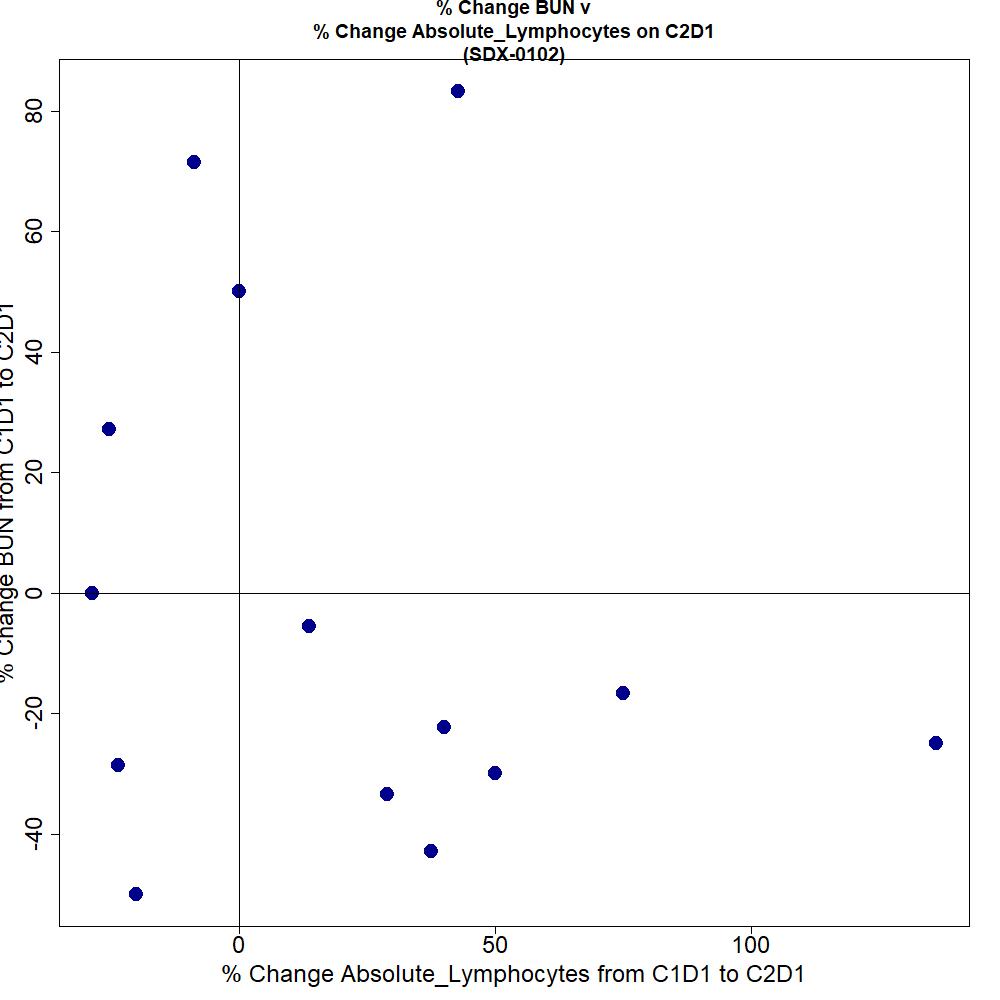 % Change BUN v
% Change Absolute_Lymphocytes on C2D1
(SDX-0102)
% Change BUN from C1D1 to C2D1
80
60
40
20
0
-20
-40
0 50 100
% Change Absolute_Lymphocytes from C1D1 to C2D1